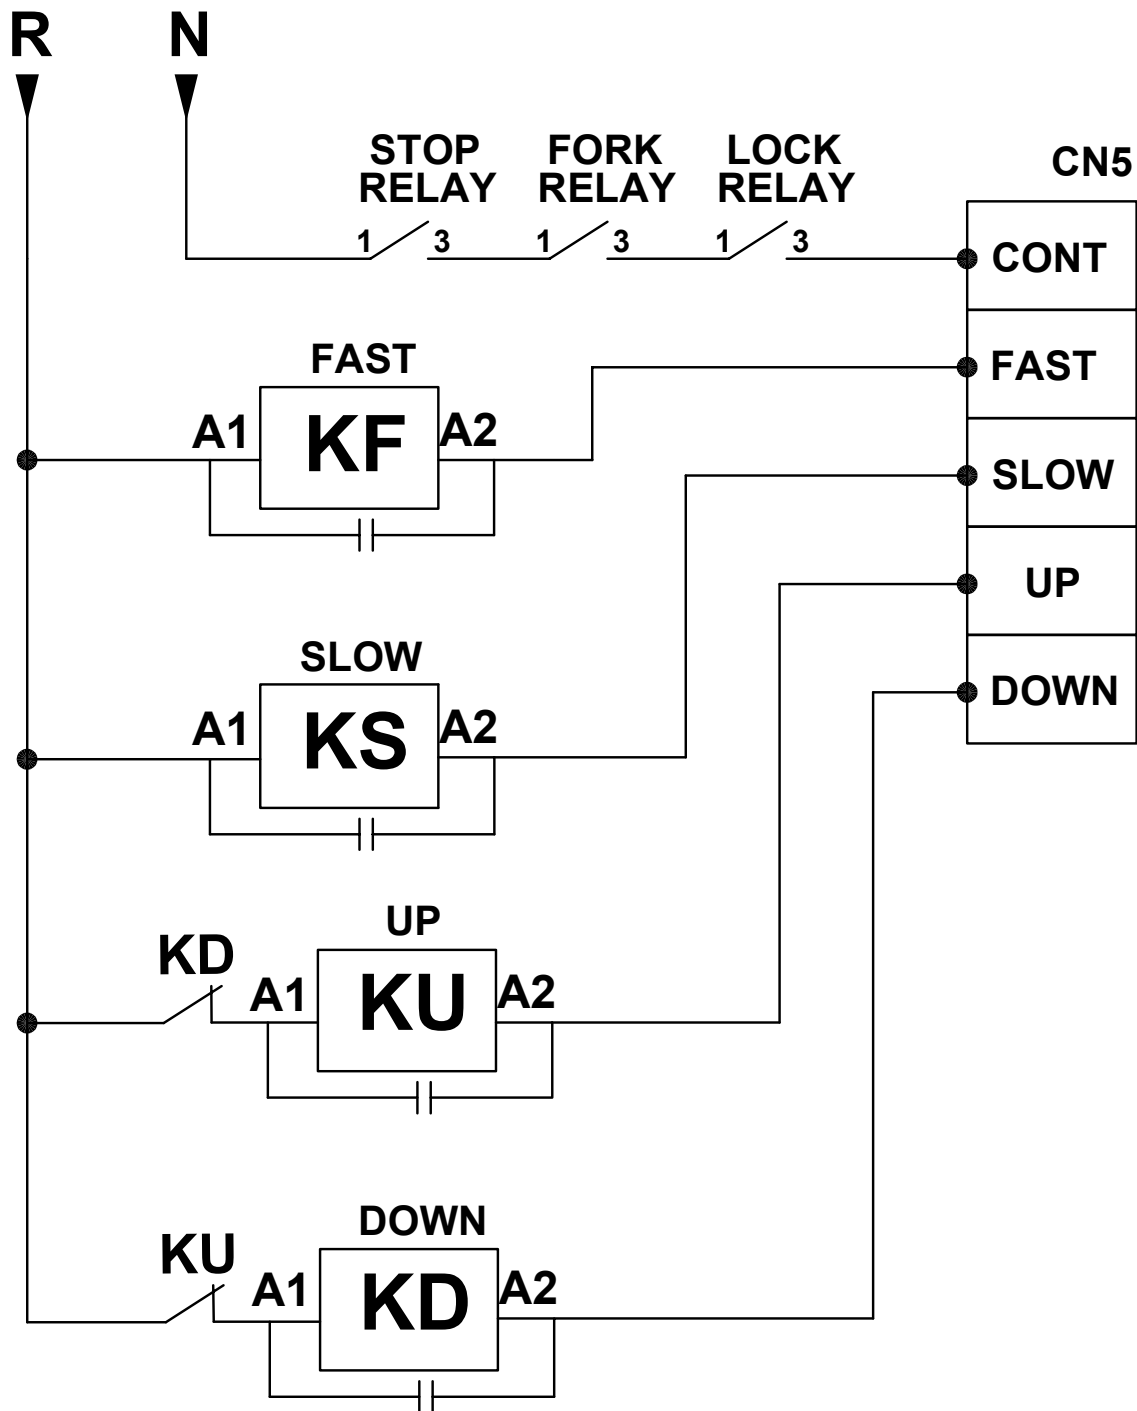 R N
STOP FORK LOCK
RELAY RELAY RELAY
CN5
1 3 1 3 1 3
CONT
FAST
FAST
A1 KF A2
SLOW
UP
SLOW
A1 KS A2
DOWN
UP
KD
A1 KU A2
DOWN
KU
A1 KD A2